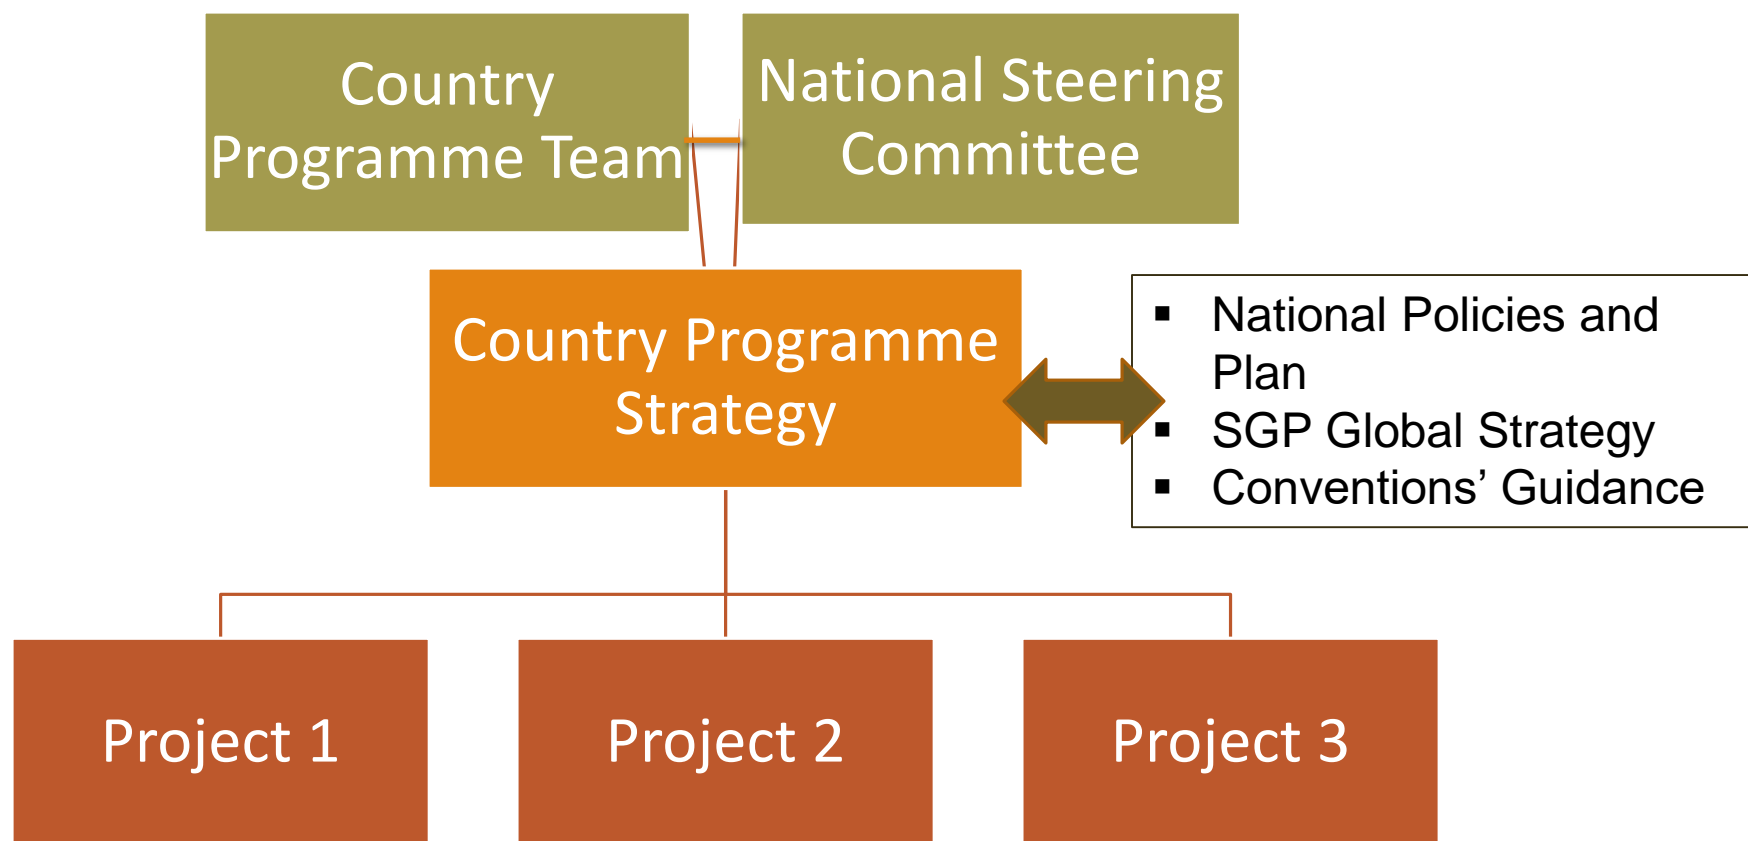 Country
Programme Team
National Steering
Committee
Country Programme
Strategy
▪ National Policies and
Plan
▪ SGP Global Strategy
▪ Conventions’ Guidance
Project 1
Project 2
Project 3